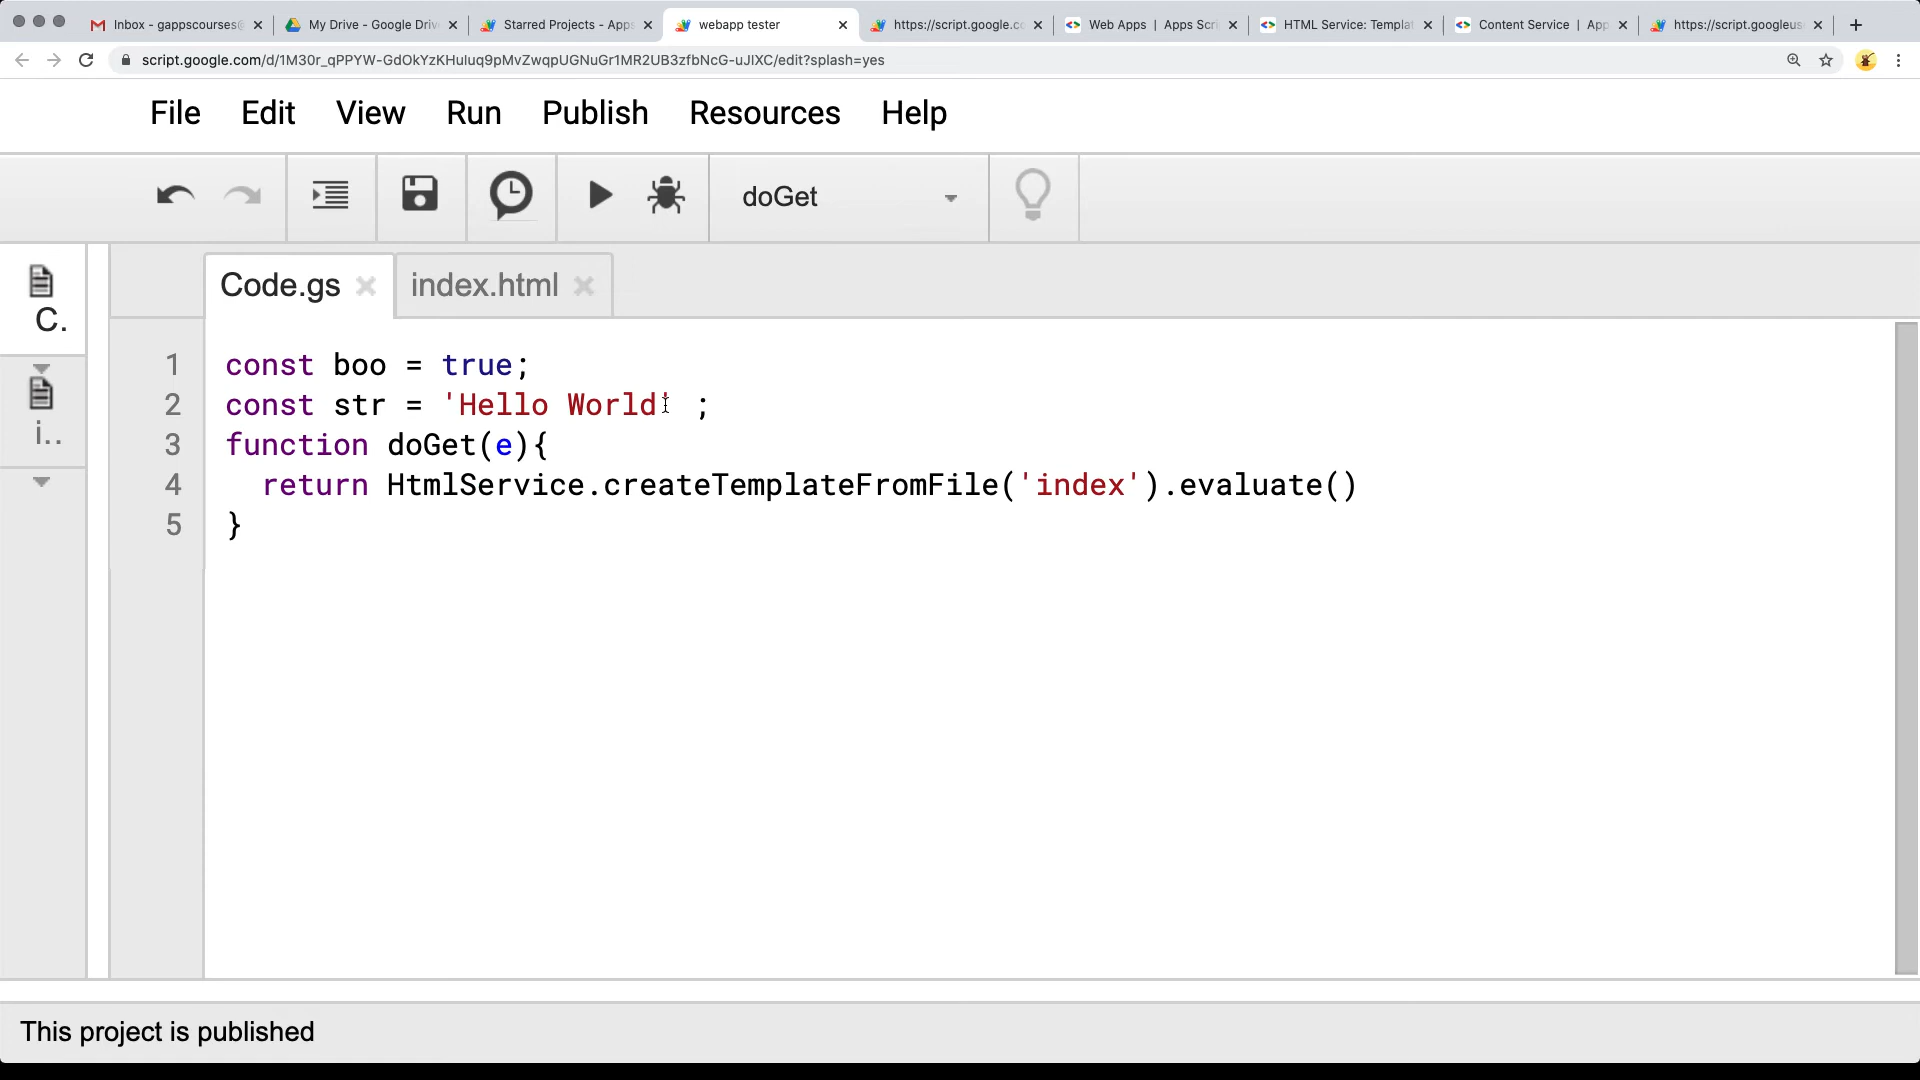 Inbox - gappscourses@ My Drive - Google Driv Starred Projects - Apps webapp tester https://script.google.co Web Apps | Apps Scri HTML Service: Templat Content Service | App https://script.googleus
script.google.com/d/1M30r_qPPYW-GdOkYzKHuluq9pMvZwqpUGNuGr1MR2UB3zfbNcG-uJIXC/edit?splash=yes
File Edit View Run Publish Resources Help
doGet
Code.gs index.html
C.
i..
1 const boo = true;
2 const str = 'Hello World' ;
3 function doGet(e){
4 return HtmlService.createTemplateFromFile('index').evaluate()
5 }
This project is published